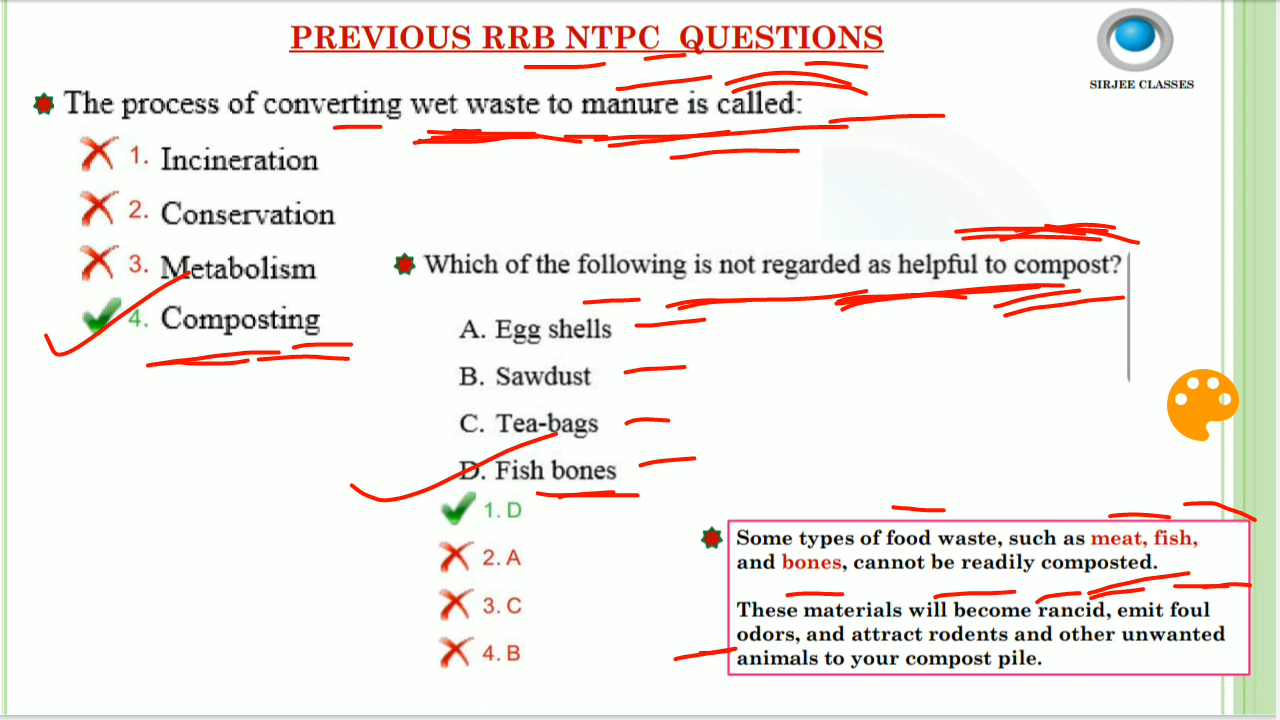 PREVIOUS RRB NTPC QUESTIONS
SIRJEE CLASSES
The process of converting wet waste to manure is called:
1. Incineration
2. Conservation
3. Metabolism
4. Composting
Which of the following is not regarded as helpful to compost?
A. Egg shells
B. Sawdust
C. Tea-bags
D. Fish bones
1. D
2. A
3. C
4. B
Some types of food waste, such as meat, fish,
and bones, cannot be readily composted.
These materials will become rancid, emit foul
odors, and attract rodents and other unwanted
animals to your compost pile.